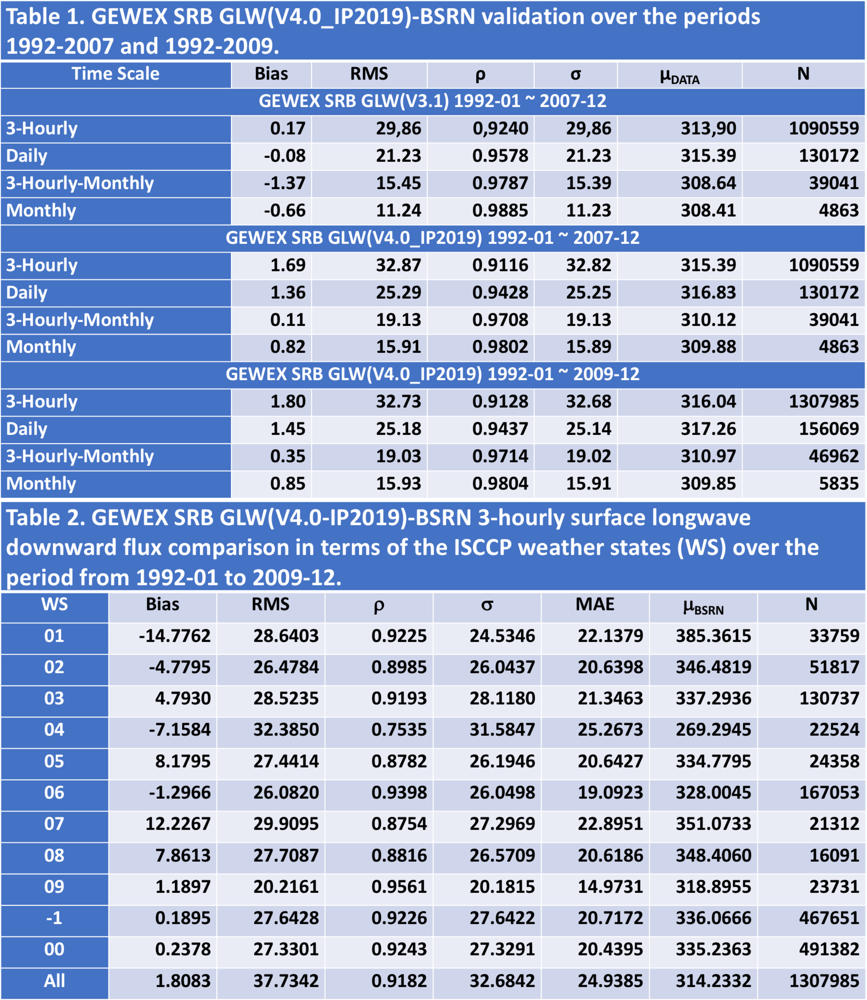 Table 1. GEWEX SRB GLW(V4.0_IP2019)-BSRN validation over the periods
1992-2007 and 1992-2009.
Time Scale Bias RMS ρ σ μDATA N
GEWEX SRB GLW(V3.1) 1992-01 ~ 2007-12
3-Hourly 0.17 29,86 0,9240 29,86 313,90 1090559
Daily -0.08 21.23 0.9578 21.23 315.39 130172
3-Hourly-Monthly -1.37 15.45 0.9787 15.39 308.64 39041
Monthly -0.66 11.24 0.9885 11.23 308.41 4863
GEWEX SRB GLW(V4.0_IP2019) 1992-01 ~ 2007-12
3-Hourly 1.69 32.87 0.9116 32.82 315.39 1090559
Daily 1.36 25.29 0.9428 25.25 316.83 130172
3-Hourly-Monthly 0.11 19.13 0.9708 19.13 310.12 39041
Monthly 0.82 15.91 0.9802 15.89 309.88 4863
GEWEX SRB GLW(V4.0_IP2019) 1992-01 ~ 2009-12
3-Hourly 1.80 32.73 0.9128 32.68 316.04 1307985
Daily 1.45 25.18 0.9437 25.14 317.26 156069
3-Hourly-Monthly 0.35 19.03 0.9714 19.02 310.97 46962
Monthly 0.85 15.93 0.9804 15.91 309.85 5835
Table 2. GEWEX SRB GLW(V4.0-IP2019)-BSRN 3-hourly surface longwave
downward flux comparison in terms of the ISCCP weather states (WS) over the
period from 1992-01 to 2009-12.
WS Bias RMS ρ σ MAE μBSRN N
01 -14.7762 28.6403 0.9225 24.5346 22.1379 385.3615 33759
02 -4.7795 26.4784 0.8985 26.0437 20.6398 346.4819 51817
03 4.7930 28.5235 0.9193 28.1180 21.3463 337.2936 130737
04 -7.1584 32.3850 0.7535 31.5847 25.2673 269.2945 22524
05 8.1795 27.4414 0.8782 26.1946 20.6427 334.7795 24358
06 -1.2966 26.0820 0.9398 26.0498 19.0923 328.0045 167053
07 12.2267 29.9095 0.8754 27.2969 22.8951 351.0733 21312
08 7.8613 27.7087 0.8816 26.5709 20.6186 348.4060 16091
09 1.1897 20.2161 0.9561 20.1815 14.9731 318.8955 23731
-1 0.1895 27.6428 0.9226 27.6422 20.7172 336.0666 467651
00 0.2378 27.3301 0.9243 27.3291 20.4395 335.2363 491382
All 1.8083 37.7342 0.9182 32.6842 24.9385 314.2332 1307985